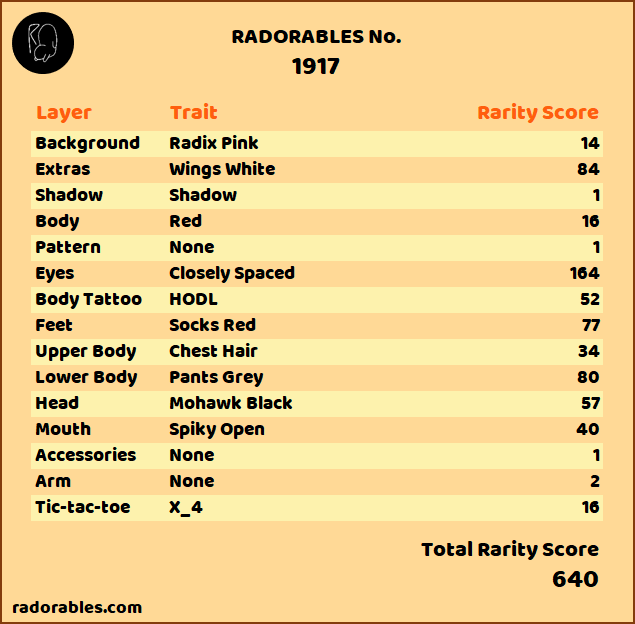 RADORABLES No.
1917
Layer Trait Rarity Score
Background Radix Pink 14
Extras Wings White 84
Shadow Shadow 1
Body Red 16
Pattern None 1
Eyes Closely Spaced 164
Body Tattoo HODL 52
Feet Socks Red 77
Upper Body Chest Hair 34
Lower Body Pants Grey 80
Head Mohawk Black 57
Mouth Spiky Open 40
Accessories None 1
Arm None 2
Tic-tac-toe X_4 16
Total Rarity Score
640
radorables.com